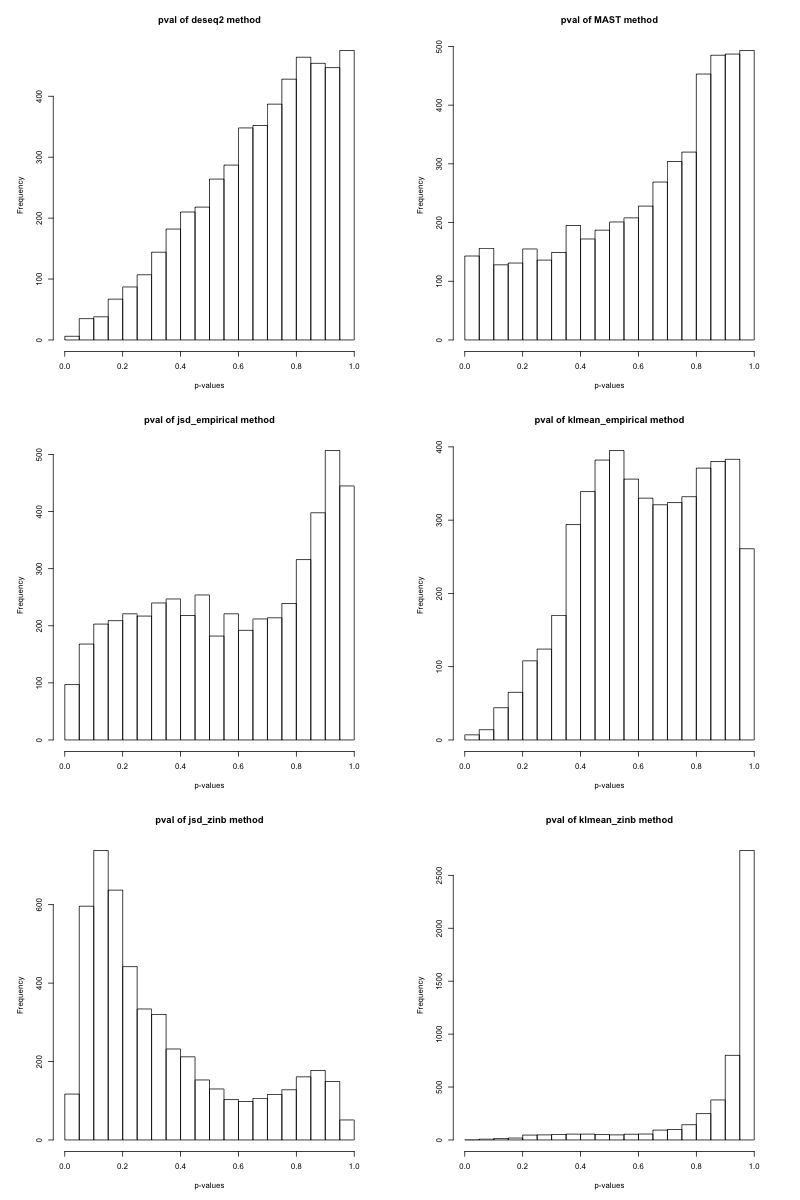 pval of deseq2 method
Frequency
400
300
200
100
0
0.0 0.2 0.4 0.6 0.8 1.0
p-values
pval of MAST method
Frequency
500
400
300
200
100
0
0.0 0.2 0.4 0.6 0.8 1.0
p-values
pval of jsd_empirical method
Frequency
500
400
300
200
100
0
0.0 0.2 0.4 0.6 0.8 1.0
p-values
pval of klmean_empirical method
Frequency
400
300
200
100
0
0.0 0.2 0.4 0.6 0.8 1.0
p-values
pval of jsd_zinb method
Frequency
600
400
200
0
0.0 0.2 0.4 0.6 0.8 1.0
p-values
pval of klmean_zinb method
Frequency
2500
2000
1500
1000
500
0
0.0 0.2 0.4 0.6 0.8 1.0
p-values